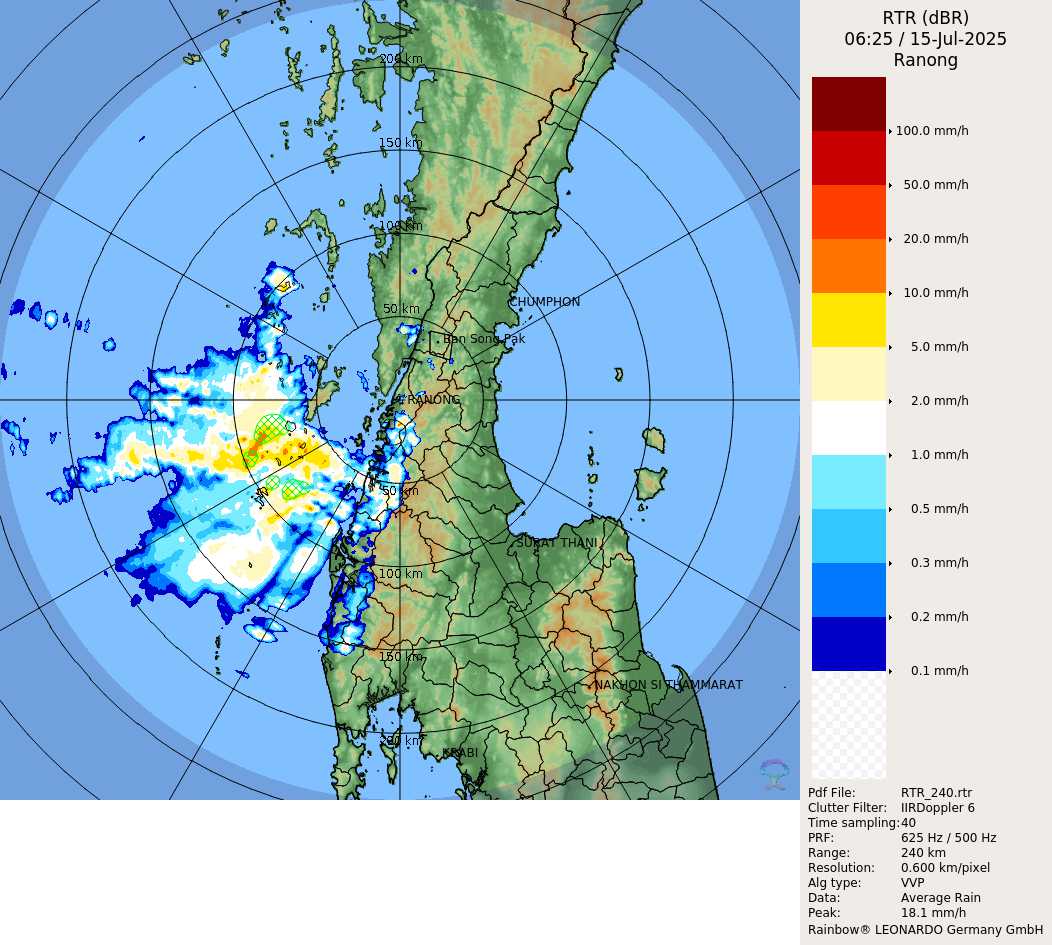 200 km
150 km
100 km
CHUMPHON
50 km
Ban Song Pak
RANONG
50 km
SURAT THANI
100 km
150 km
NAKHON SI THAMMARAT
200 km
KRABI
RTR (dBR)
06:25 / 15-Jul-2025
Ranong
100.0 mm/h
50.0 mm/h
20.0 mm/h
10.0 mm/h
5.0 mm/h
2.0 mm/h
1.0 mm/h
0.5 mm/h
0.3 mm/h
0.2 mm/h
0.1 mm/h
Pdf File: RTR_240.rtr
Clutter Filter: IIRDoppler 6
Time sampling:40
PRF: 625 Hz / 500 Hz
Range: 240 km
Resolution: 0.600 km/pixel
Alg type: VVP
Data: Average Rain
Peak: 18.1 mm/h
Rainbow® LEONARDO Germany GmbH